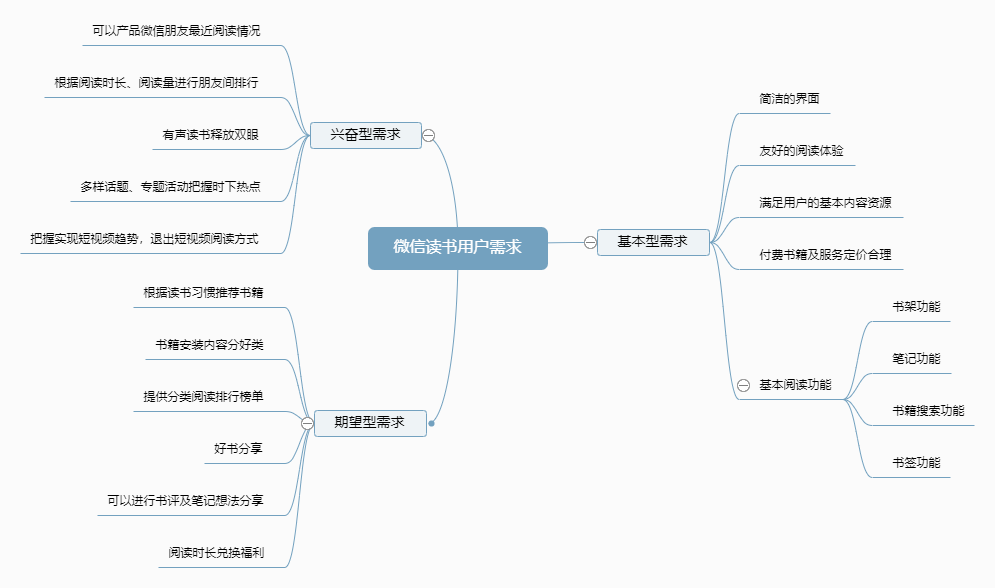 微信读书用户需求
兴奋型需求
可以产品微信朋友最近阅读情况
根据阅读时长、阅读量进行朋友间排行
有声读书释放双眼
多样话题、专题活动把握时下热点
把握实现短视频趋势，退出短视频阅读方式
期望型需求
根据读书习惯推荐书籍
书籍安装内容分好类
提供分类阅读排行榜单
好书分享
可以进行书评及笔记想法分享
阅读时长兑换福利
基本型需求
简洁的界面
友好的阅读体验
满足用户的基本内容资源
付费书籍及服务定价合理
基本阅读功能
书架功能
笔记功能
书籍搜索功能
书签功能